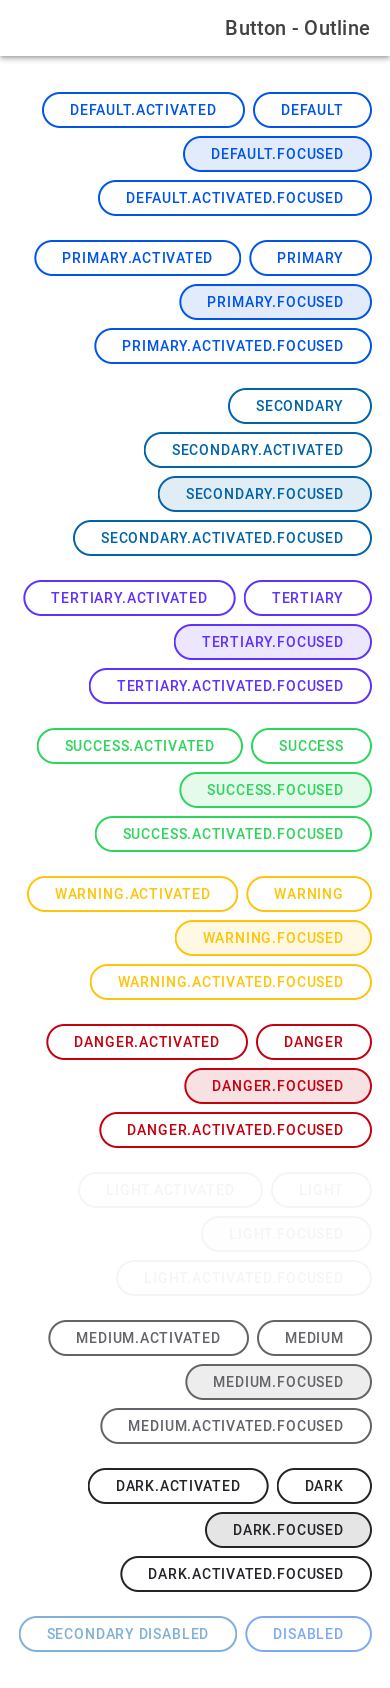 Button - Outline
DEFAULT.ACTIVATED DEFAULT
DEFAULT.FOCUSED
DEFAULT.ACTIVATED.FOCUSED
PRIMARY.ACTIVATED PRIMARY
PRIMARY.FOCUSED
PRIMARY.ACTIVATED.FOCUSED
SECONDARY
SECONDARY.ACTIVATED
SECONDARY.FOCUSED
SECONDARY.ACTIVATED.FOCUSED
TERTIARY.ACTIVATED TERTIARY
TERTIARY.FOCUSED
TERTIARY.ACTIVATED.FOCUSED
SUCCESS.ACTIVATED SUCCESS
SUCCESS.FOCUSED
SUCCESS.ACTIVATED.FOCUSED
WARNING.ACTIVATED WARNING
WARNING.FOCUSED
WARNING.ACTIVATED.FOCUSED
DANGER.ACTIVATED DANGER
DANGER.FOCUSED
DANGER.ACTIVATED.FOCUSED
LIGHT.ACTIVATED LIGHT
LIGHT.FOCUSED
LIGHT.ACTIVATED.FOCUSED
MEDIUM.ACTIVATED MEDIUM
MEDIUM.FOCUSED
MEDIUM.ACTIVATED.FOCUSED
DARK.ACTIVATED DARK
DARK.FOCUSED
DARK.ACTIVATED.FOCUSED
SECONDARY DISABLED DISABLED